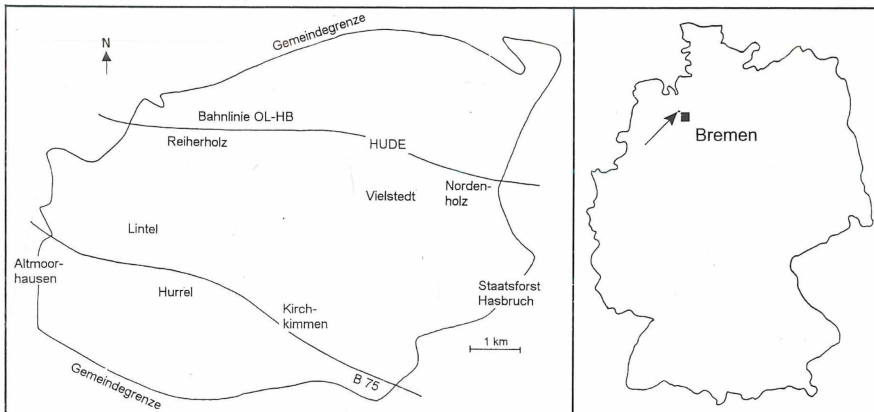 Gemeindegrenze
N
Bahnlinie OL-HB
Reiherholz
HUDE
Vielstedt
Norden-
holz
Lintel
Altmoor-
hausen
Hurrel
Kirch-
kimmen
Staatsforst
Hasbruch
1 km
B 75
Gemeindegrenze
Bremen